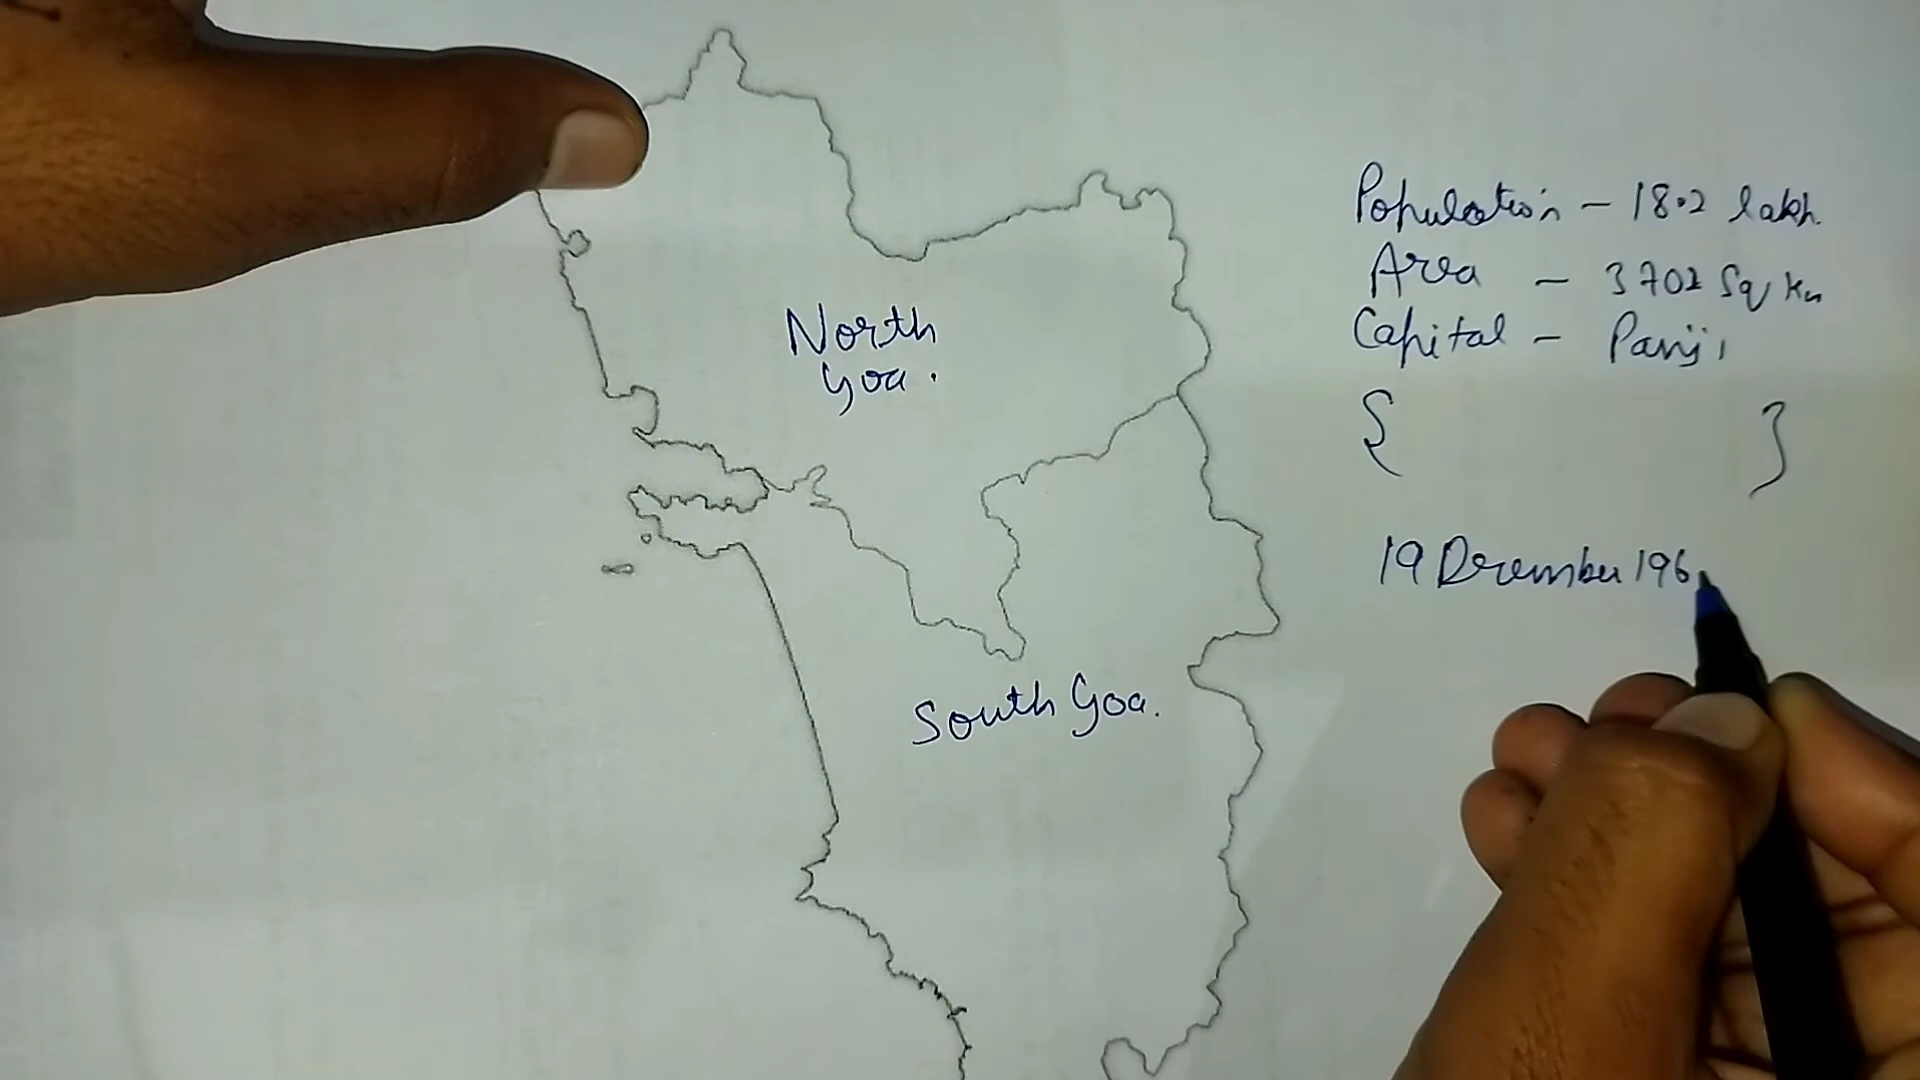 North
Goa.
South Goa.
Population - 18.2 lakh.
Area - 3702 Sq Km
Capital - Panji
{ }
19 December 196